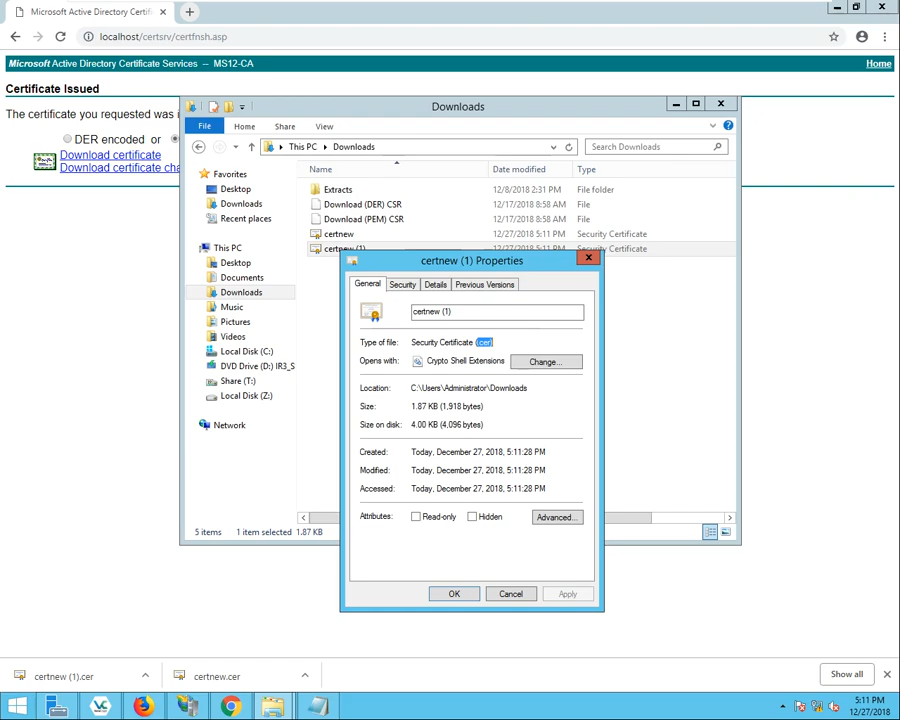 Microsoft Active Directory Certif
localhost/certsrv/certfnsh.asp
Microsoft Active Directory Certificate Services -- MS12-CA
Home
Certificate Issued
The certificate you requested was i
DER encoded or
Download certificate
Download certificate cha
Downloads
File
Home
Share
View
This PC
Downloads
Search Downloads
Name
Date modified
Type
Favorites
Desktop
Downloads
Recent places
This PC
Desktop
Documents
Downloads
Music
Pictures
Videos
Local Disk (C:)
DVD Drive (D:) IR3_S
Share (T:)
Local Disk (Z:)
Network
Extracts 12/8/2018 2:31 PM File folder
Download (DER) CSR 12/17/2018 8:58 AM File
Download (PEM) CSR 12/17/2018 8:58 AM File
certnew 12/27/2018 5:11 PM Security Certificate
certnew (1) 12/27/2018 5:11 PM Security Certificate
5 items 1 item selected 1.87 KB
certnew (1) Properties
General
Security
Details
Previous Versions
certnew (1)
Type of file: Security Certificate (.cer)
Opens with: Crypto Shell Extensions
Change...
Location: C:\Users\Administrator\Downloads
Size: 1.87 KB (1,918 bytes)
Size on disk: 4.00 KB (4,096 bytes)
Created: Today, December 27, 2018, 5:11:28 PM
Modified: Today, December 27, 2018, 5:11:28 PM
Accessed: Today, December 27, 2018, 5:11:28 PM
Attributes: Read-only Hidden
Advanced...
OK
Cancel
Apply
certnew (1).cer
certnew.cer
Show all
5:11 PM
12/27/2018